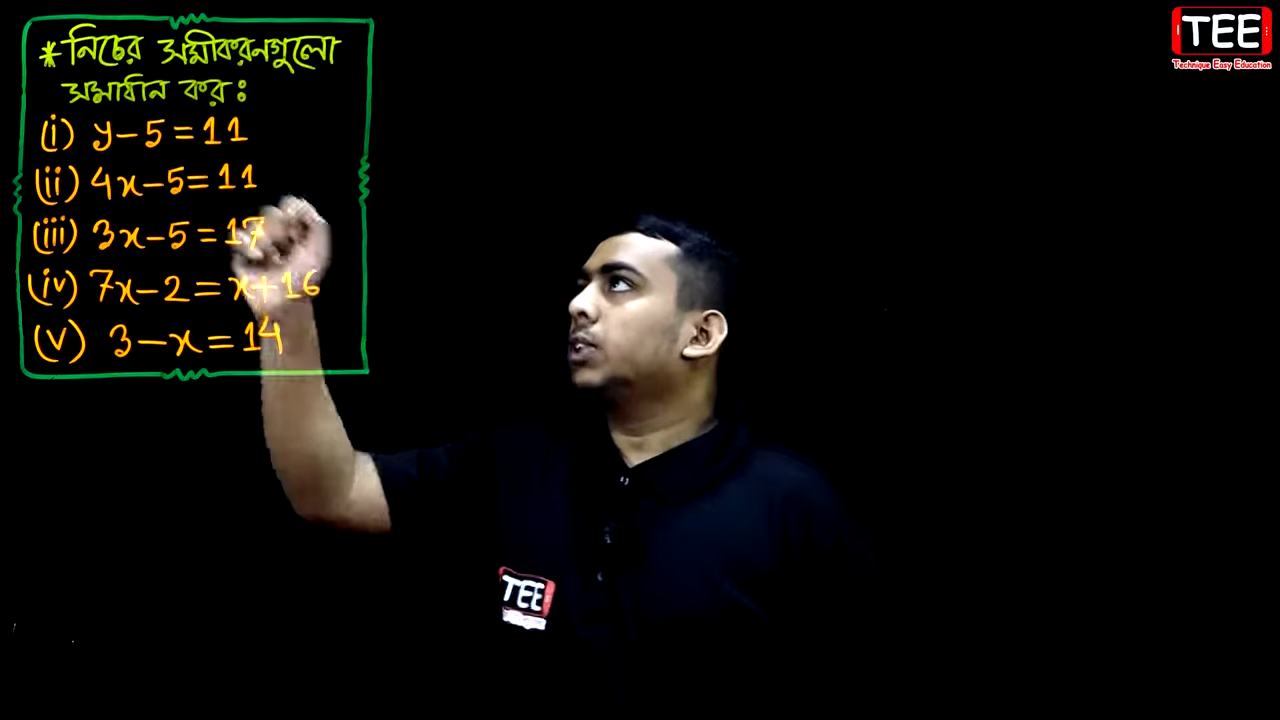 * নিচের সমীকরনগুলো
সমাধান কর:
(i) y - 5 = 11
(ii) 4x - 5 = 11
(iii) 3x - 5 = 17
(iv) 7x - 2 = x + 16
(v) 3 - x = 14
TEE
Technique Easy Education
TEE